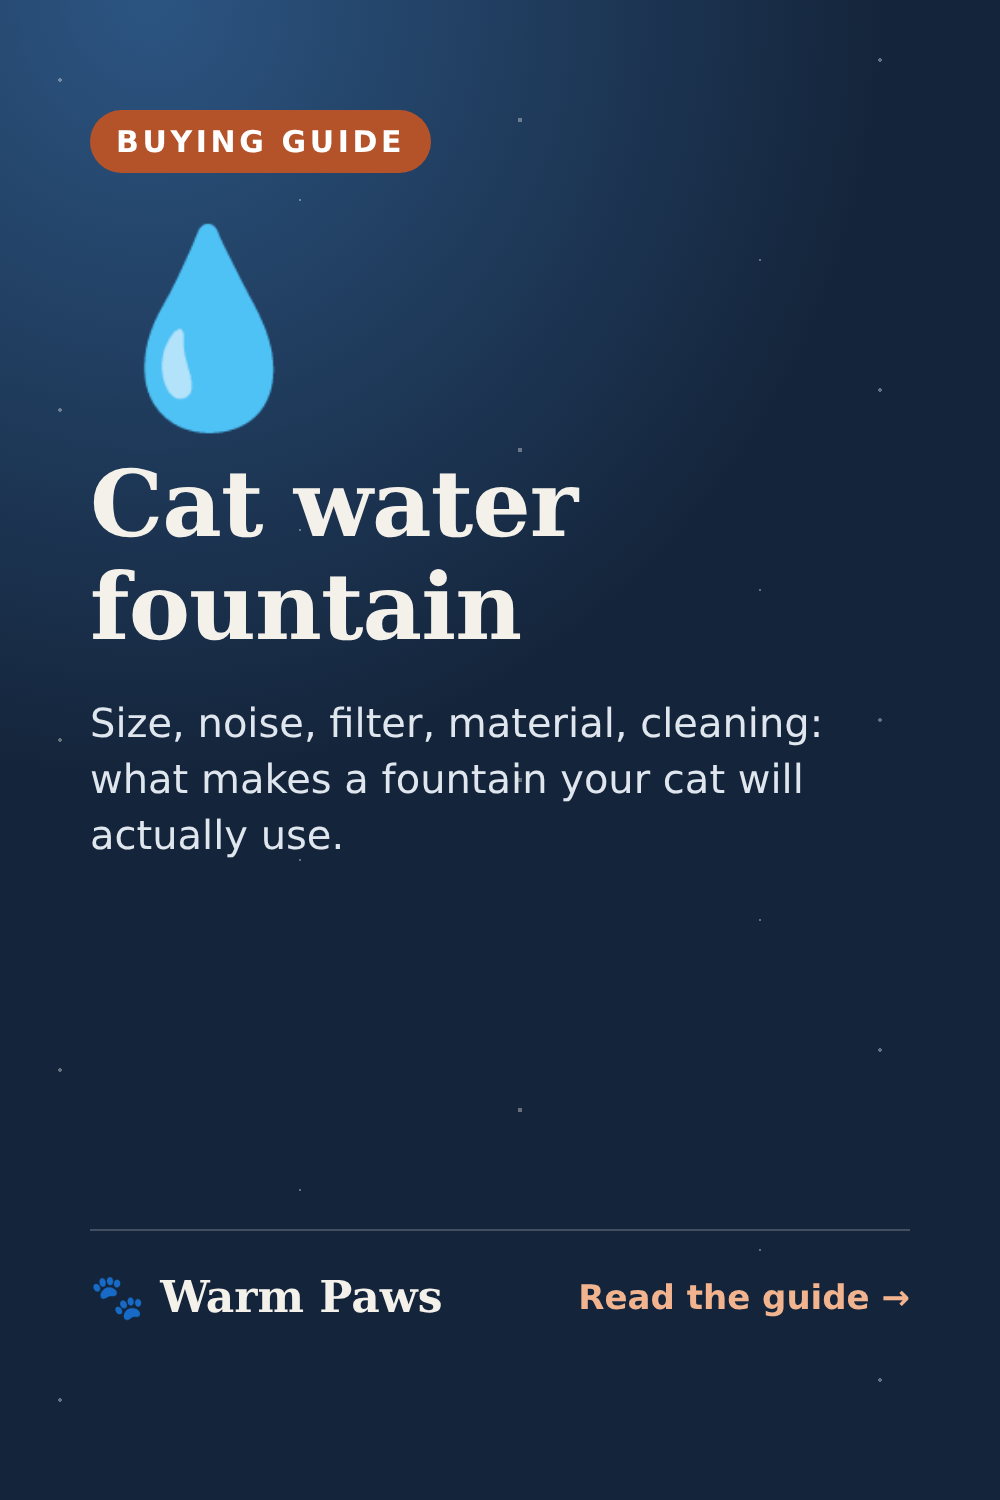 BUYING GUIDE
Cat water
fountain
Size, noise, filter, material, cleaning:
what makes a fountain your cat will
actually use.
Warm Paws
Read the guide →